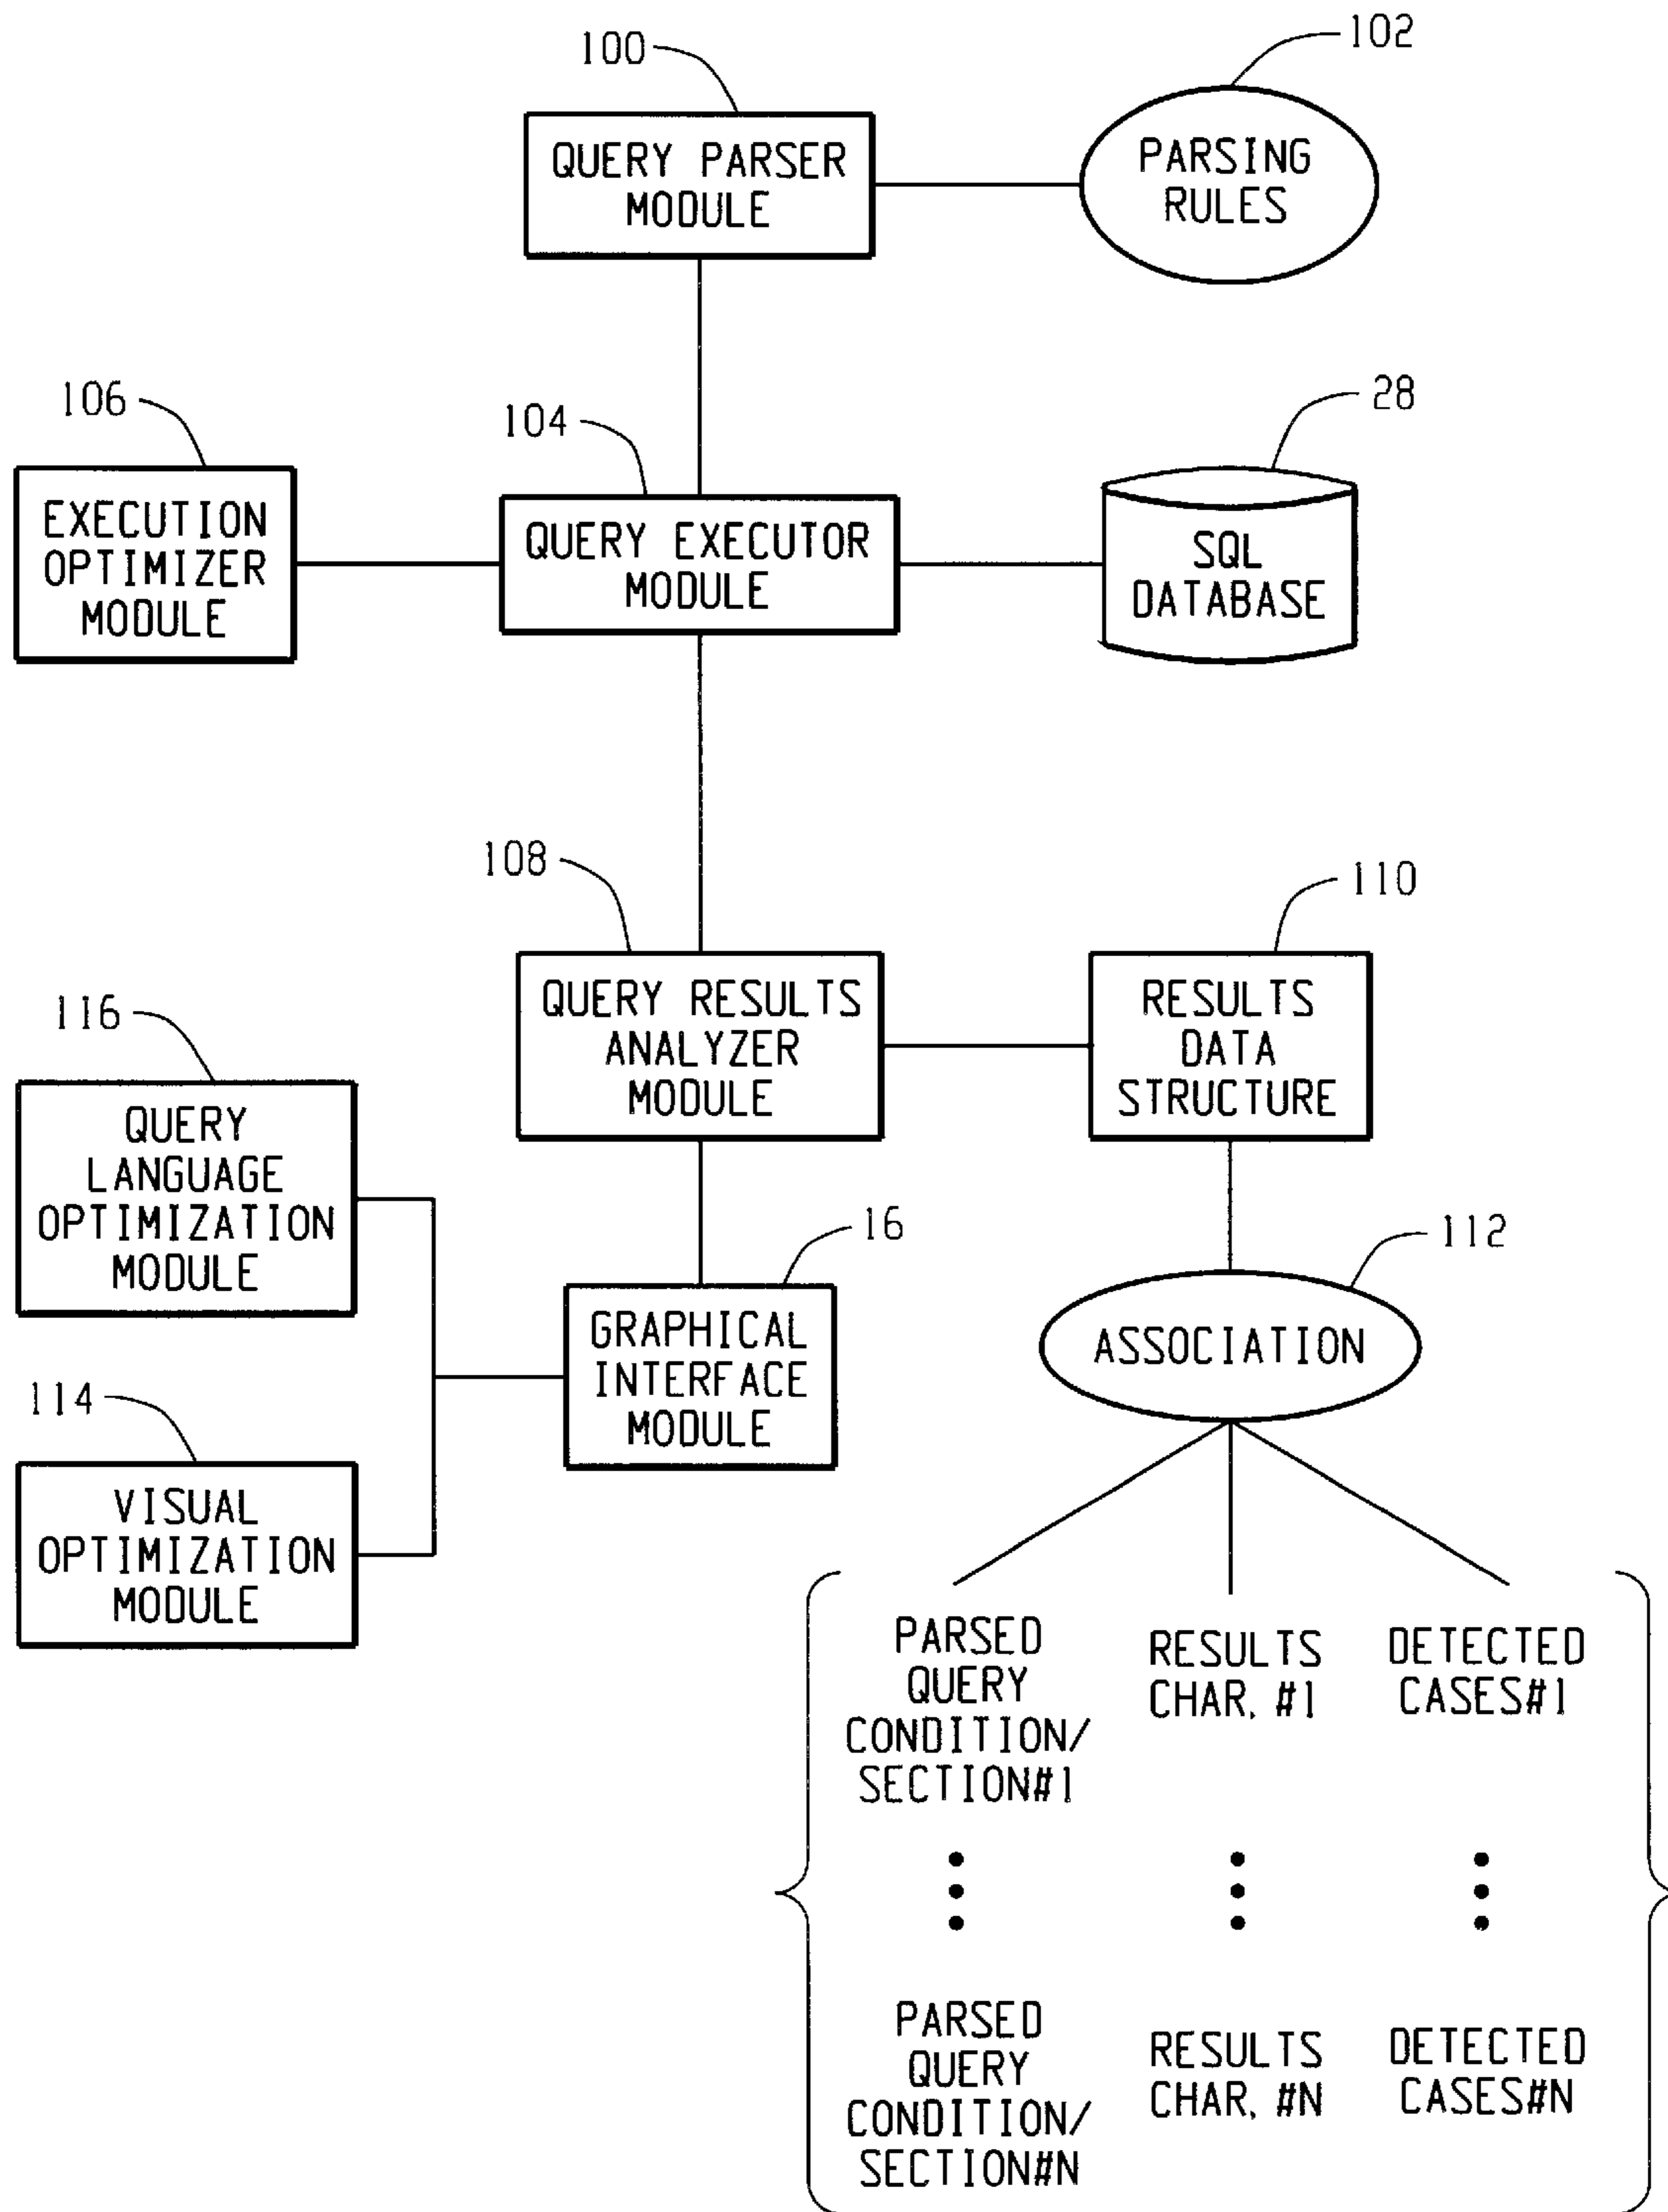 100
102
QUERY PARSER
MODULE
PARSING
RULES
106
104
28
EXECUTION
OPTIMIZER
MODULE
QUERY EXECUTOR
MODULE
SQL
DATABASE
108
110
QUERY RESULTS
ANALYZER
MODULE
RESULTS
DATA
STRUCTURE
116
QUERY
LANGUAGE
OPTIMIZATION
MODULE
16
GRAPHICAL
INTERFACE
MODULE
112
ASSOCIATION
114
VISUAL
OPTIMIZATION
MODULE
PARSED
QUERY
CONDITION/
SECTION#1
RESULTS
CHAR. #1
DETECTED
CASES#1
PARSED
QUERY
CONDITION/
SECTION#N
RESULTS
CHAR. #N
DETECTED
CASES#N